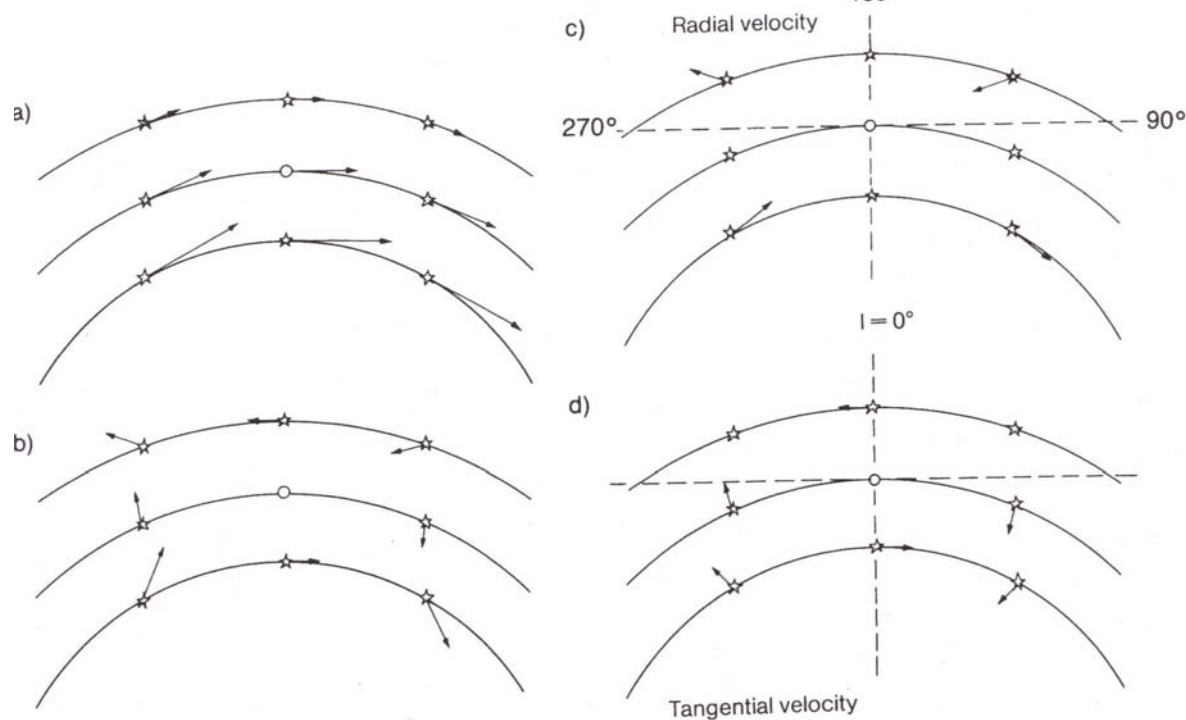 a)
b)
c)
Radial velocity
270°
90°
l = 0°
d)
Tangential velocity